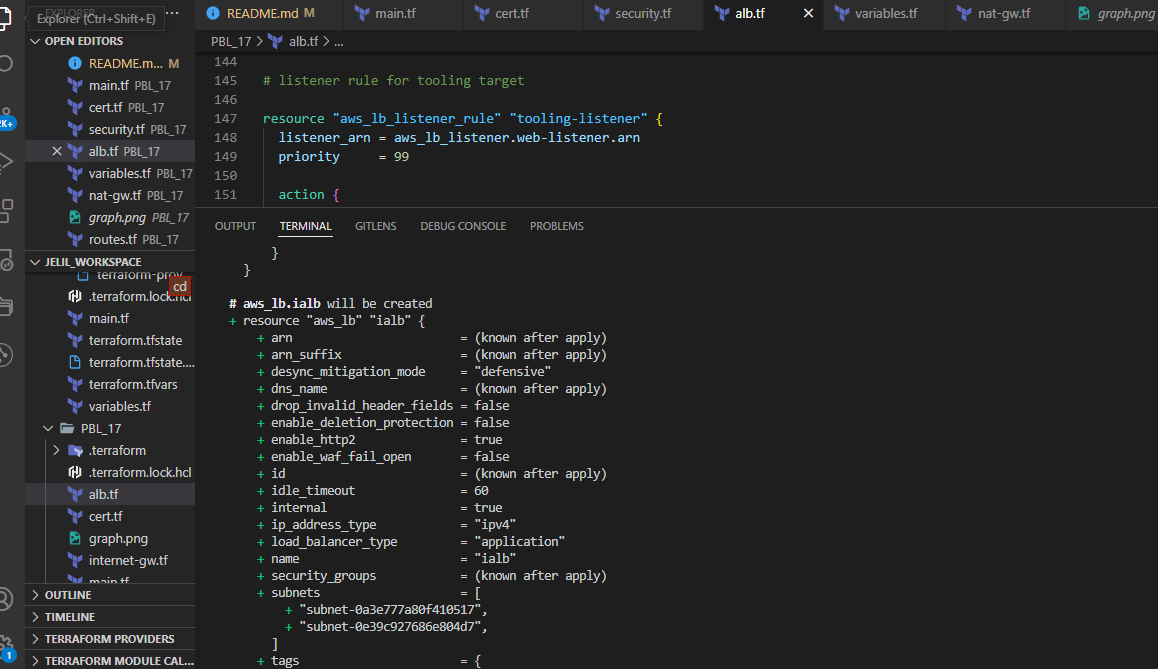 EXPLORER
Explorer (Ctrl+Shift+E)
...
README.md M
main.tf
cert.tf
security.tf
alb.tf
variables.tf
nat-gw.tf
graph.png
OPEN EDITORS
README.m... M
main.tf PBL_17
cert.tf PBL_17
security.tf PBL_17
alb.tf PBL_17
variables.tf PBL_17
nat-gw.tf PBL_17
graph.png PBL_17
routes.tf PBL_17
JELIL_WORKSPACE
terraform-prov
cd
.terraform.lock.hcl
main.tf
terraform.tfstate
terraform.tfstate....
terraform.tfvars
variables.tf
PBL_17
.terraform
.terraform.lock.hcl
alb.tf
cert.tf
graph.png
internet-gw.tf
main.tf
OUTLINE
TIMELINE
TERRAFORM PROVIDERS
TERRAFORM MODULE CAL...
2K+
1
PBL_17 > alb.tf > ...
144
145 # listener rule for tooling target
146
147 resource "aws_lb_listener_rule" "tooling-listener" {
148 listener_arn = aws_lb_listener.web-listener.arn
149 priority = 99
150
151 action {
OUTPUT TERMINAL GITLENS DEBUG CONSOLE PROBLEMS
}
}
# aws_lb.ialb will be created
+ resource "aws_lb" "ialb" {
+ arn = (known after apply)
+ arn_suffix = (known after apply)
+ desync_mitigation_mode = "defensive"
+ dns_name = (known after apply)
+ drop_invalid_header_fields = false
+ enable_deletion_protection = false
+ enable_http2 = true
+ enable_waf_fail_open = false
+ id = (known after apply)
+ idle_timeout = 60
+ internal = true
+ ip_address_type = "ipv4"
+ load_balancer_type = "application"
+ name = "ialb"
+ security_groups = (known after apply)
+ subnets = [
+ "subnet-0a3e777a80f410517",
+ "subnet-0e39c927686e804d7",
]
+ tags = {